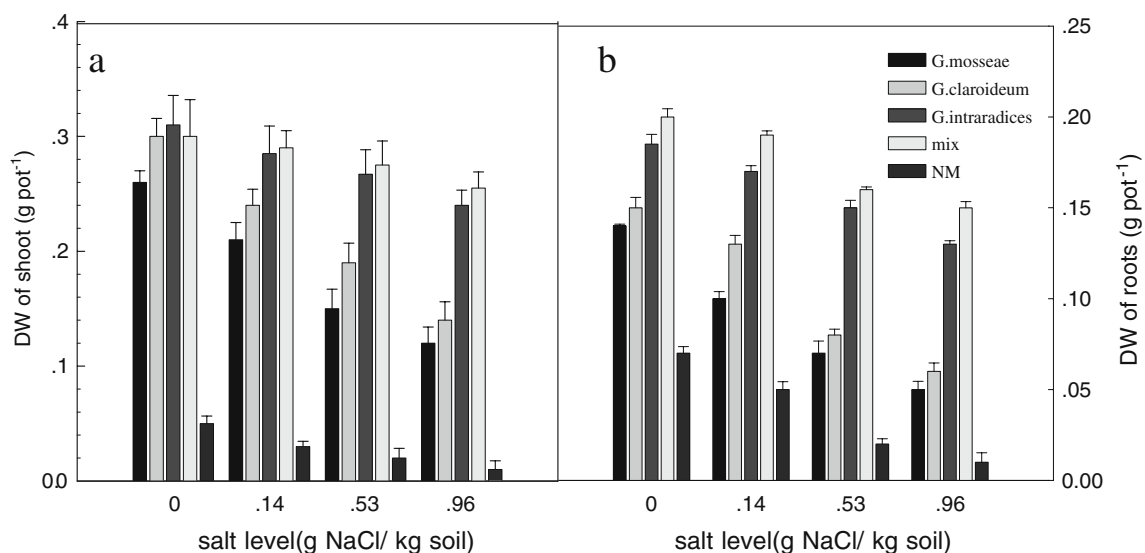 .4
.3
.2
.1
0.0
DW of shoot (g pot-1)
a
0 .14 .53 .96
salt level(g NaCl/ kg soil)
b
G.mosseae
G.claroideum
G.intraradices
mix
NM
.25
.20
.15
.10
.05
0.00
DW of roots (g pot-1)
0 .14 .53 .96
salt level(g NaCl/ kg soil)